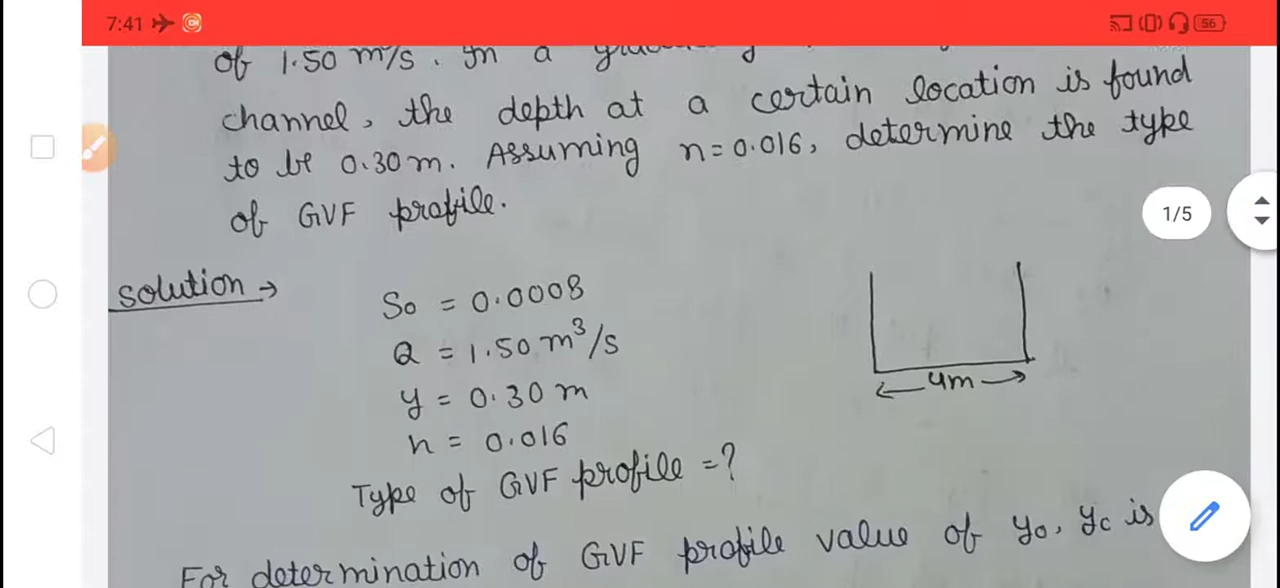 7:41
56
of 1.50 m³/s. In a
channel, the depth at a certain location is found
to be 0.30m. Assuming n=0.016, determine the type
of GVF profile.
1/5
Solution →
So = 0.0008
Q = 1.50 m³/s
y = 0.30 m
n = 0.016
4m
Type of GVF profile =?
For determination of GVF profile value of yo, yc is